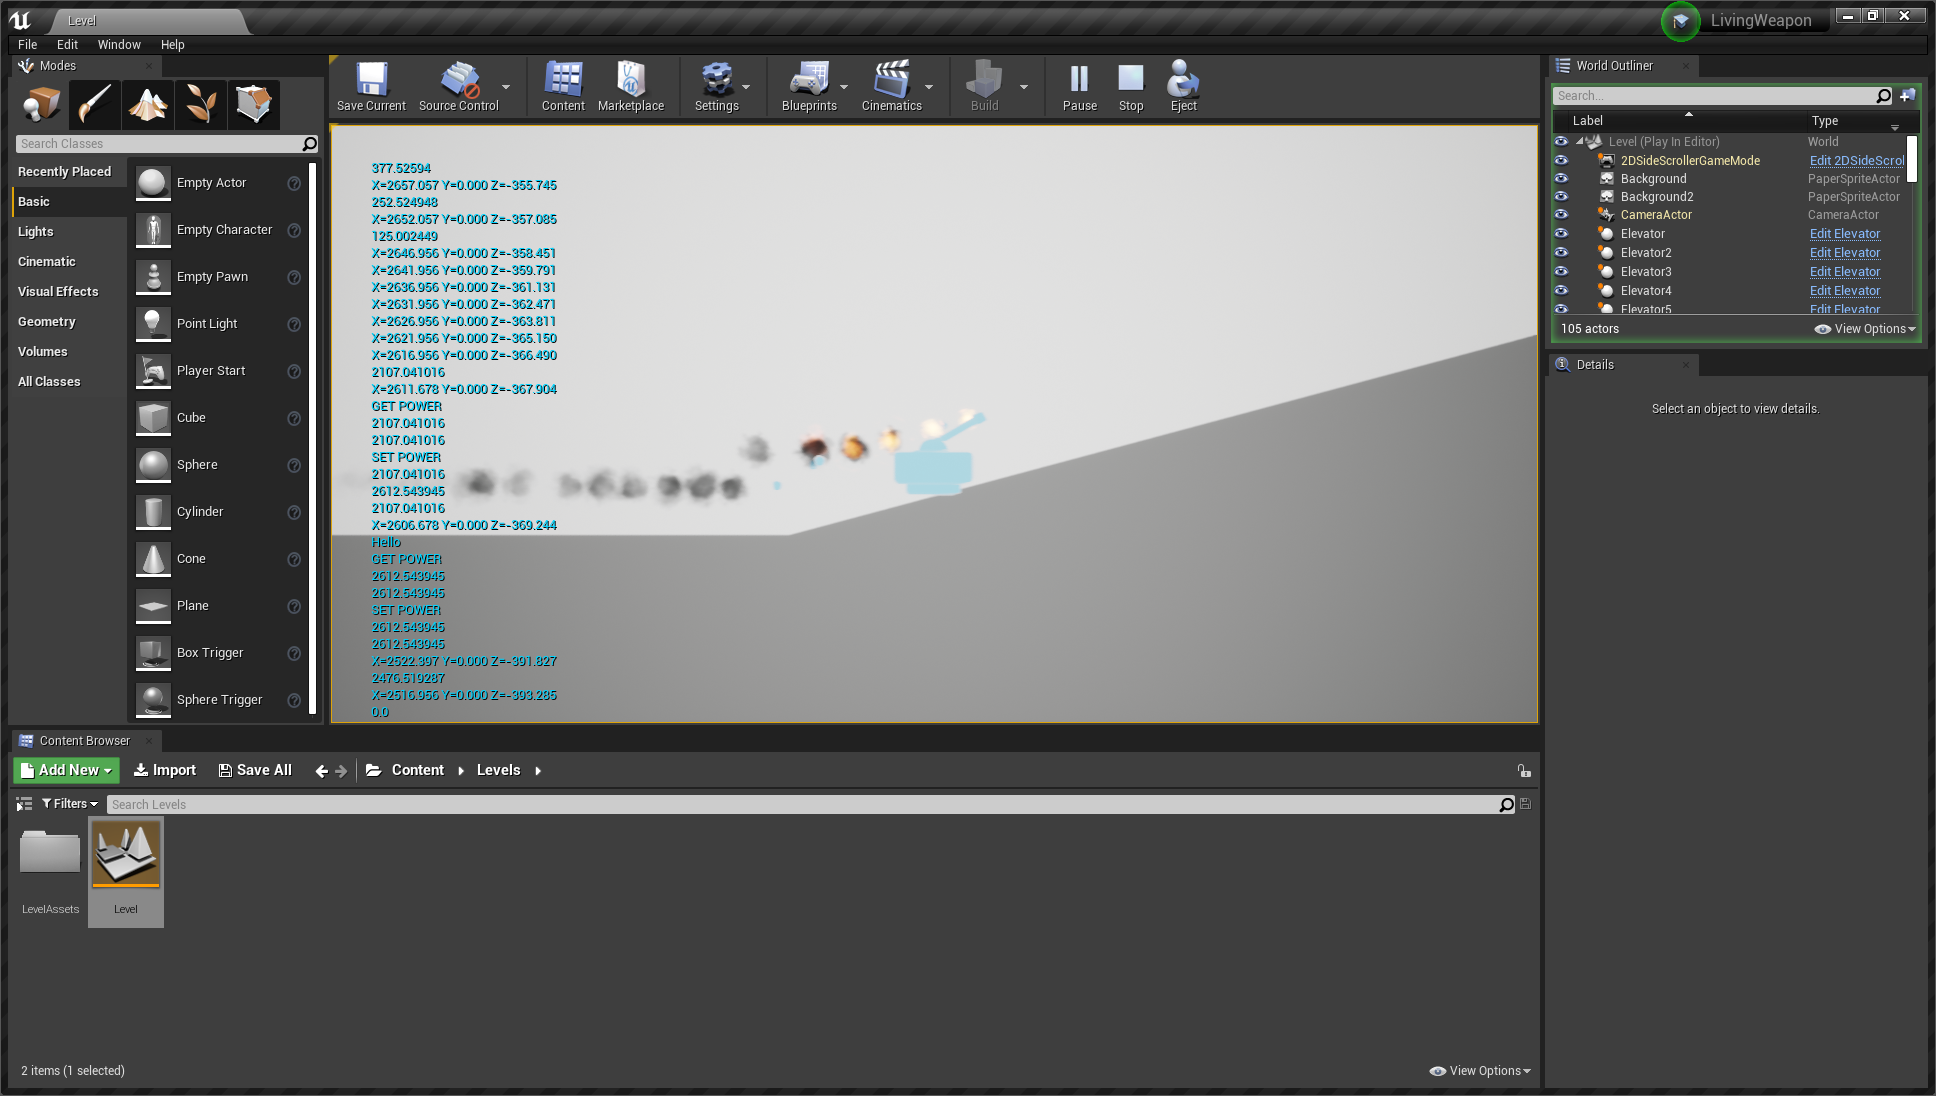 Level
LivingWeapon
File Edit Window Help
Modes
Search Classes
Recently Placed
Basic
Lights
Cinematic
Visual Effects
Geometry
Volumes
All Classes
Empty Actor
Empty Character
Empty Pawn
Point Light
Player Start
Cube
Sphere
Cylinder
Cone
Plane
Box Trigger
Sphere Trigger
Save Current Source Control Content Marketplace Settings Blueprints Cinematics Build Pause Stop Eject
377.52594
X=2657.057 Y=0.000 Z=-355.745
252.524948
X=2652.057 Y=0.000 Z=-357.085
125.002449
X=2646.956 Y=0.000 Z=-358.451
X=2641.956 Y=0.000 Z=-359.791
X=2636.956 Y=0.000 Z=-361.131
X=2631.956 Y=0.000 Z=-362.471
X=2626.956 Y=0.000 Z=-363.811
X=2621.956 Y=0.000 Z=-365.150
X=2616.956 Y=0.000 Z=-366.490
2107.041016
X=2611.678 Y=0.000 Z=-367.904
GET POWER
2107.041016
2107.041016
SET POWER
2107.041016
2612.543945
2107.041016
X=2606.678 Y=0.000 Z=-369.244
Hello
GET POWER
2612.543945
2612.543945
SET POWER
2612.543945
2612.543945
X=2522.397 Y=0.000 Z=-391.827
2476.519287
X=2516.956 Y=0.000 Z=-393.285
0.0
World Outliner
Search...
Label Type
Level (Play In Editor) World
2DSideScrollerGameMode Edit 2DSideScrol
Background PaperSpriteActor
Background2 PaperSpriteActor
CameraActor CameraActor
Elevator Edit Elevator
Elevator2 Edit Elevator
Elevator3 Edit Elevator
Elevator4 Edit Elevator
Elevator5 Edit Elevator
105 actors View Options
Details
Select an object to view details.
Content Browser
Add New Import Save All Content Levels
Filters Search Levels
LevelAssets Level
2 items (1 selected) View Options